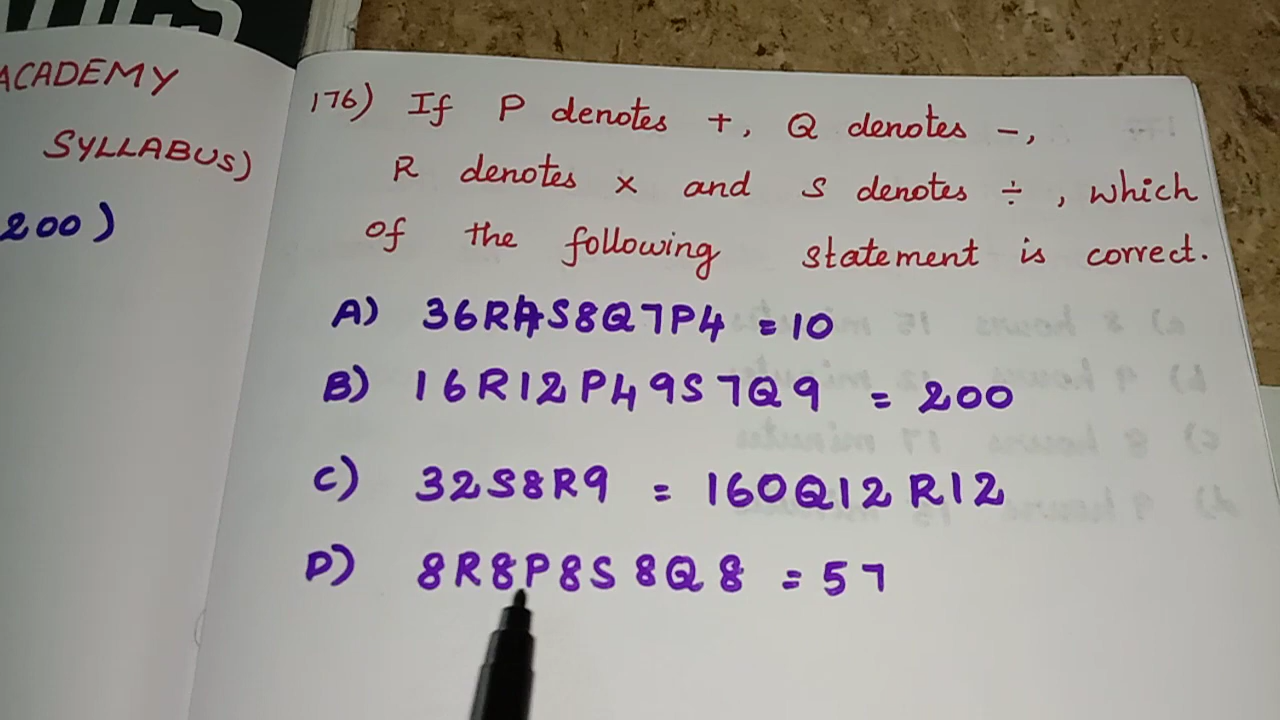 ACADEMY
SYLLABUS)
200)
176) If P denotes +, Q denotes -,
R denotes × and S denotes ÷, which
of the following statement is correct.
A) 36R4S8Q7P4 = 10
B) 16R12P49S7Q9 = 200
C) 32S8R9 = 160Q12R12
D) 8R8P8S8Q8 = 57